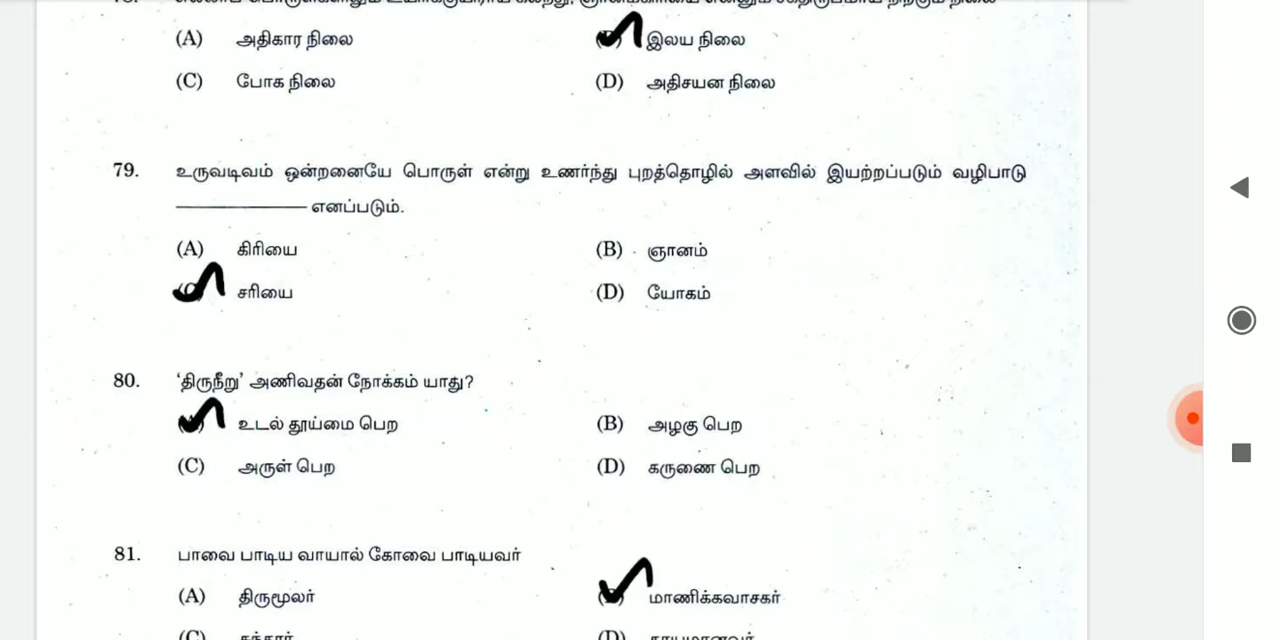 (A) அதிகார நிலை
இலய நிலை
(C) போக நிலை
(D) அதிசயன நிலை
79. உருவடிவம் ஒன்றனையே பொருள் என்று உணர்ந்து புறத்தொழில் அளவில் இயற்றப்படும் வழிபாடு
எனப்படும்.
(A) கிரியை
(B) ஞானம்
சரியை
(D) யோகம்
80. 'திருநீறு' அணிவதன் நோக்கம் யாது?
உடல் தூய்மை பெற
(B) அழகு பெற
(C) அருள் பெற
(D) கருணை பெற
81. பாவை பாடிய வாயால் கோவை பாடியவர்
(A) திருமூலர்
மாணிக்கவாசகர்
(C)
(D)